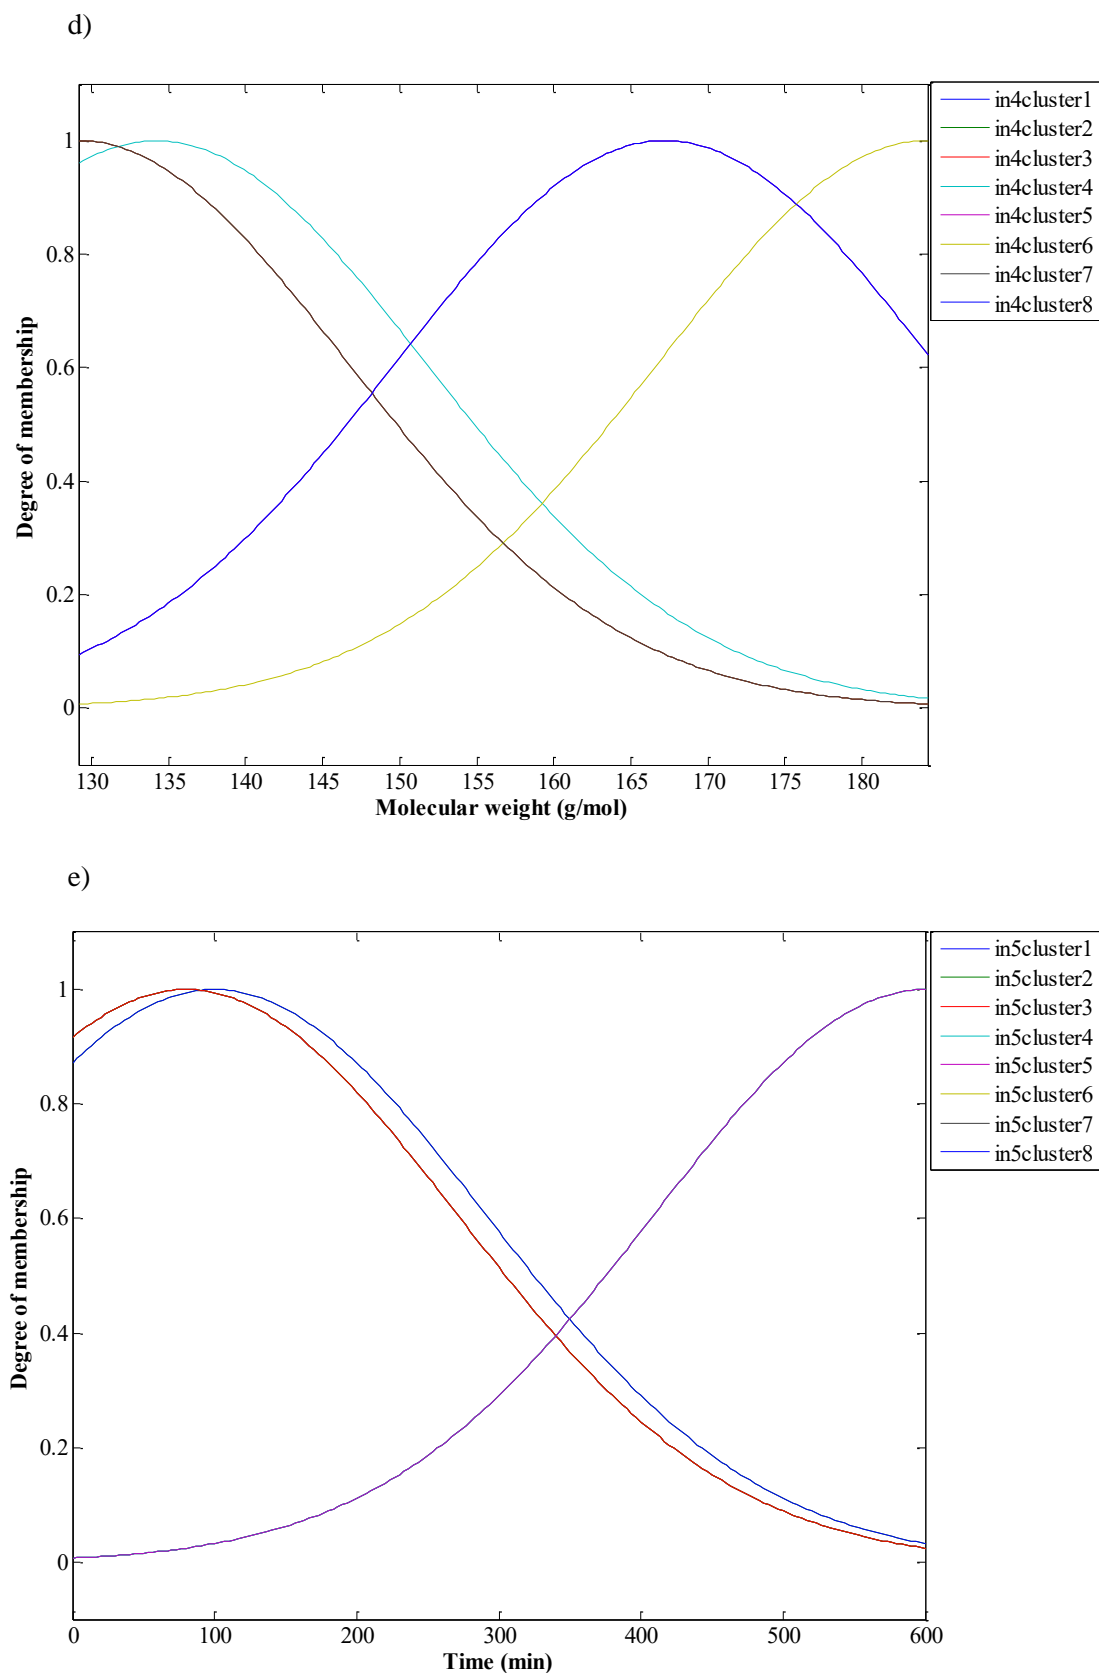 d)
in4cluster1
in4cluster2
in4cluster3
in4cluster4
in4cluster5
in4cluster6
in4cluster7
in4cluster8
1
0.8
0.6
0.4
0.2
0
Degree of membership
130 135 140 145 150 155 160 165 170 175 180
Molecular weight (g/mol)
e)
in5cluster1
in5cluster2
in5cluster3
in5cluster4
in5cluster5
in5cluster6
in5cluster7
in5cluster8
1
0.8
0.6
0.4
0.2
0
Degree of membership
0 100 200 300 400 500 600
Time (min)